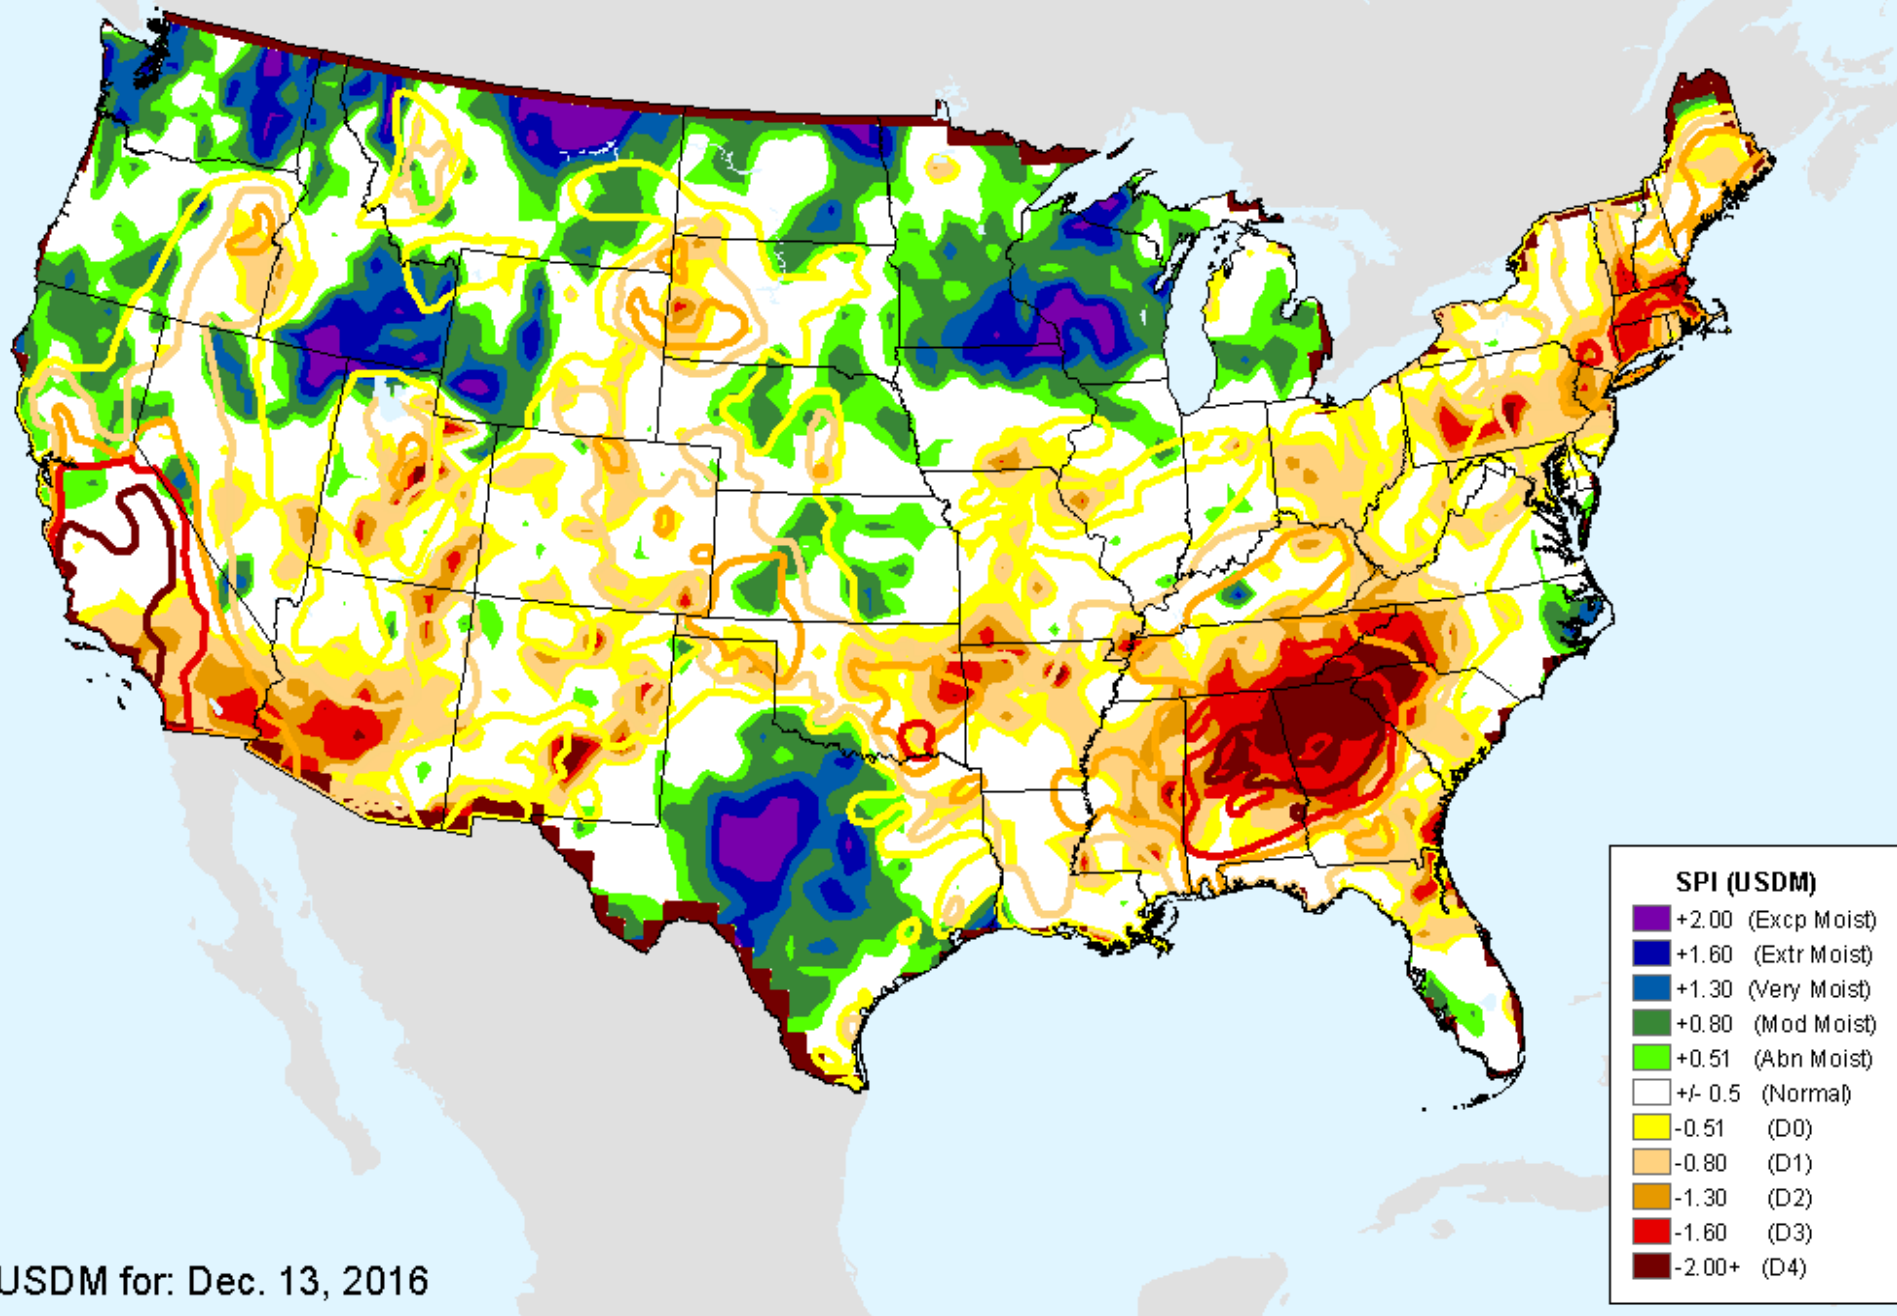 SPI (USDM)
+2.00 (Excp Moist)
+1.60 (Extr Moist)
+1.30 (Very Moist)
+0.80 (Mod Moist)
+0.51 (Abn Moist)
+/- 0.5 (Normal)
-0.51 (D0)
-0.80 (D1)
-1.30 (D2)
-1.60 (D3)
-2.00+ (D4)
USDM for: Dec. 13, 2016